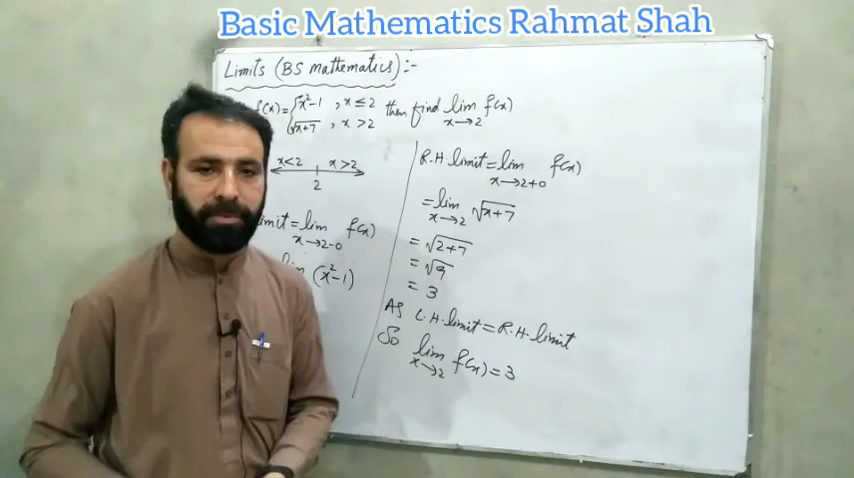 Basic Mathematics Rahmat Shah
Limits (BS mathematics):-
f(x)= { x²-1 , x ≤ 2
√x+7 , x > 2
then find lim f(x)
x→2
x<2 x>2
2
limit = lim f(x)
x→2-0
lim (x²-1)
R.H.limit = lim f(x)
x→2+0
= lim √x+7
x→2
= √2+7
= √9
= 3
As L.H.limit = R.H.limit
So lim f(x) = 3
x→2